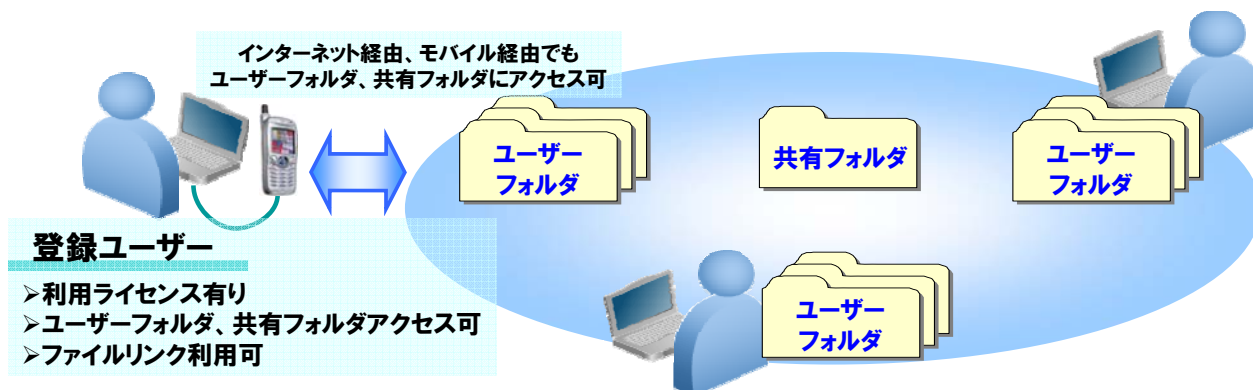 インターネット経由、モバイル経由でも
ユーザーフォルダ、共有フォルダにアクセス可
ユーザー
フォルダ
共有フォルダ
ユーザー
フォルダ
登録ユーザー
➢利用ライセンス有り
➢ユーザーフォルダ、共有フォルダアクセス可
➢ファイルリンク利用可
ユーザー
フォルダ